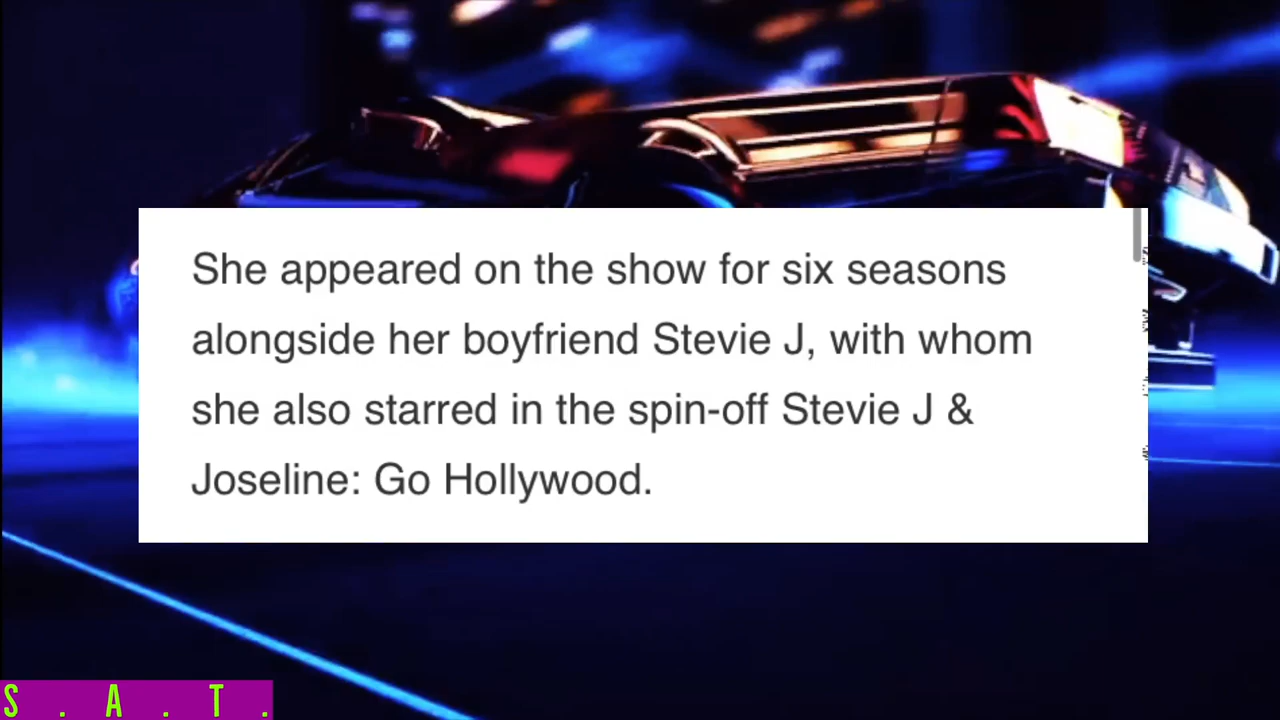 She appeared on the show for six seasons
alongside her boyfriend Stevie J, with whom
she also starred in the spin-off Stevie J &
Joseline: Go Hollywood.
S . A . T .